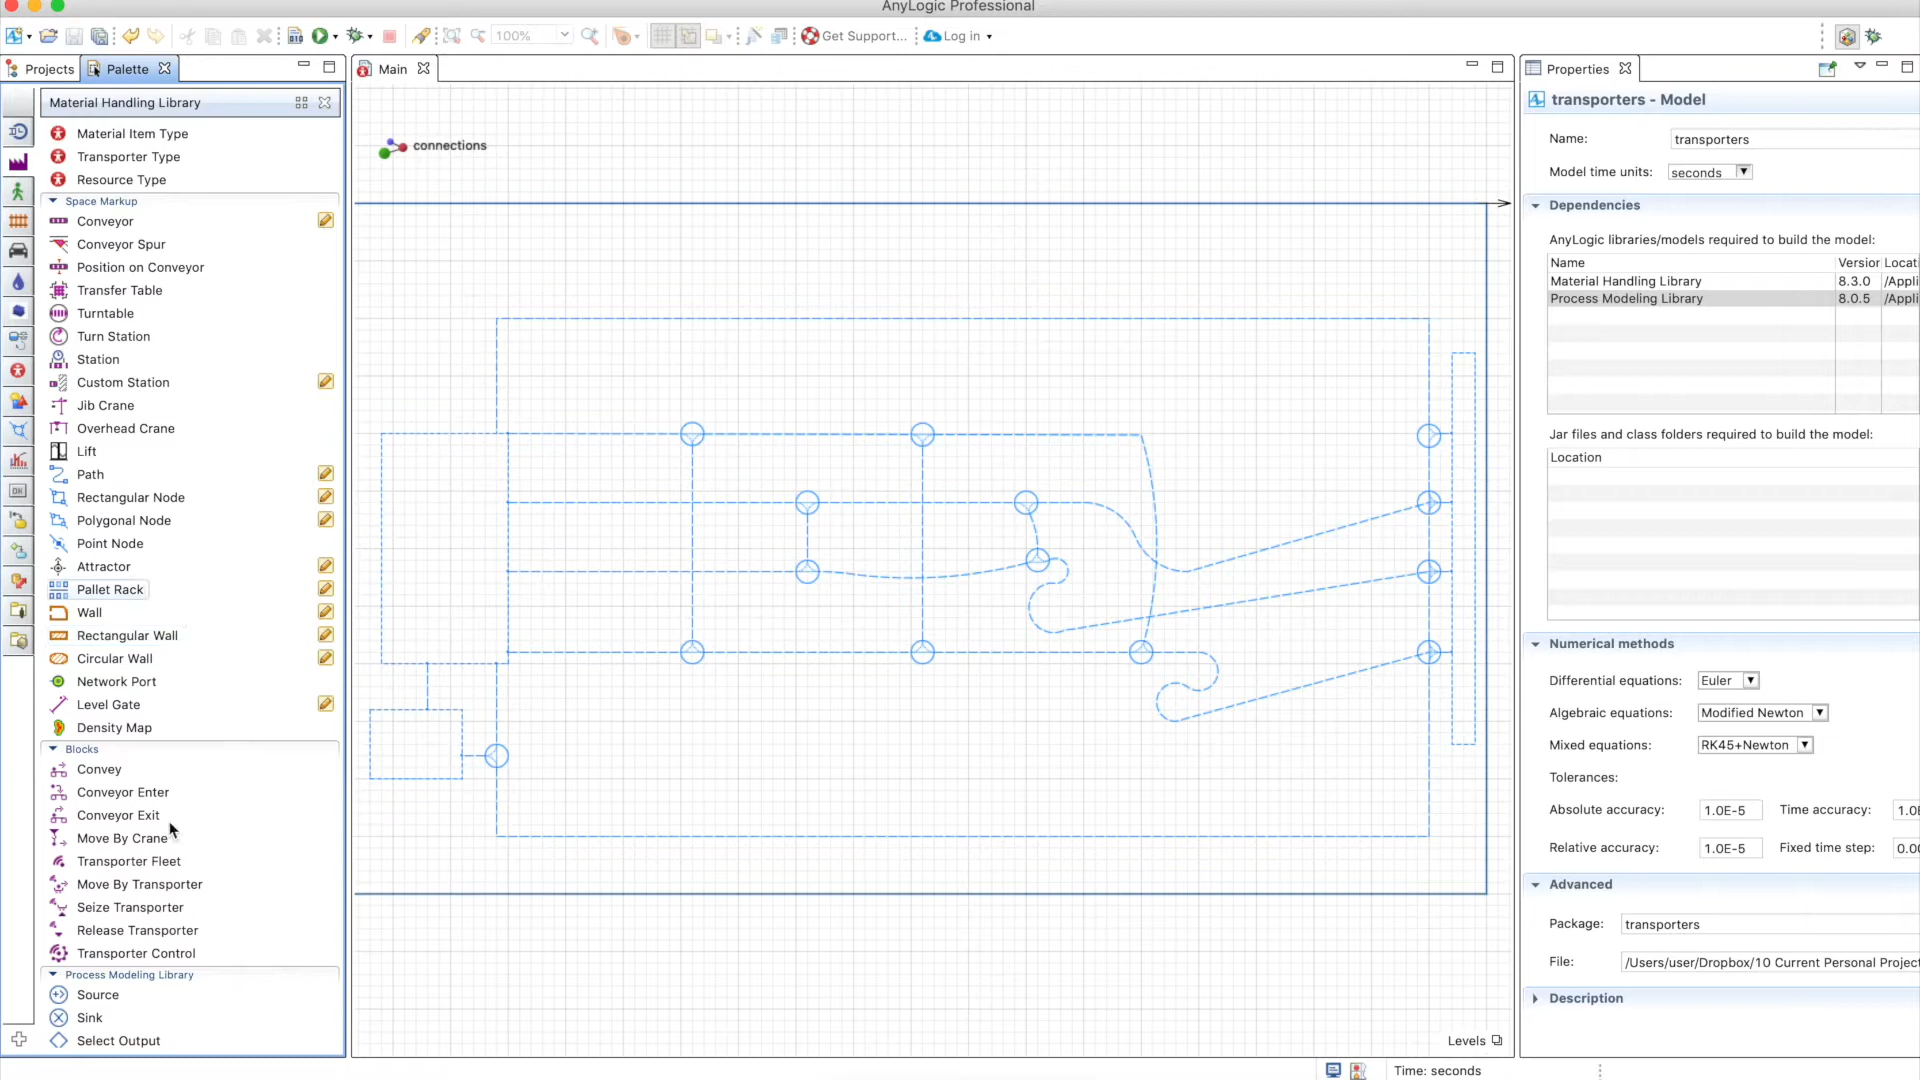 AnyLogic Professional
100%
Get Support...
Log in
Projects
Palette
Main
Properties
Material Handling Library
Material Item Type
Transporter Type
Resource Type
Space Markup
Conveyor
Conveyor Spur
Position on Conveyor
Transfer Table
Turntable
Turn Station
Station
Custom Station
Jib Crane
Overhead Crane
Lift
Path
Rectangular Node
Polygonal Node
Point Node
Attractor
Pallet Rack
Wall
Rectangular Wall
Circular Wall
Network Port
Level Gate
Density Map
Blocks
Convey
Conveyor Enter
Conveyor Exit
Move By Crane
Transporter Fleet
Move By Transporter
Seize Transporter
Release Transporter
Transporter Control
Process Modeling Library
Source
Sink
Select Output
connections
Levels
transporters - Model
Name: transporters
Model time units: seconds
Dependencies
AnyLogic libraries/models required to build the model:
Name Version Locati
Material Handling Library 8.3.0 /Appli
Process Modeling Library 8.0.5 /Appli
Jar files and class folders required to build the model:
Location
Numerical methods
Differential equations: Euler
Algebraic equations: Modified Newton
Mixed equations: RK45+Newton
Tolerances:
Absolute accuracy: 1.0E-5 Time accuracy: 1.0
Relative accuracy: 1.0E-5 Fixed time step: 0.00
Advanced
Package: transporters
File: /Users/user/Dropbox/10 Current Personal Project
Description
Time: seconds